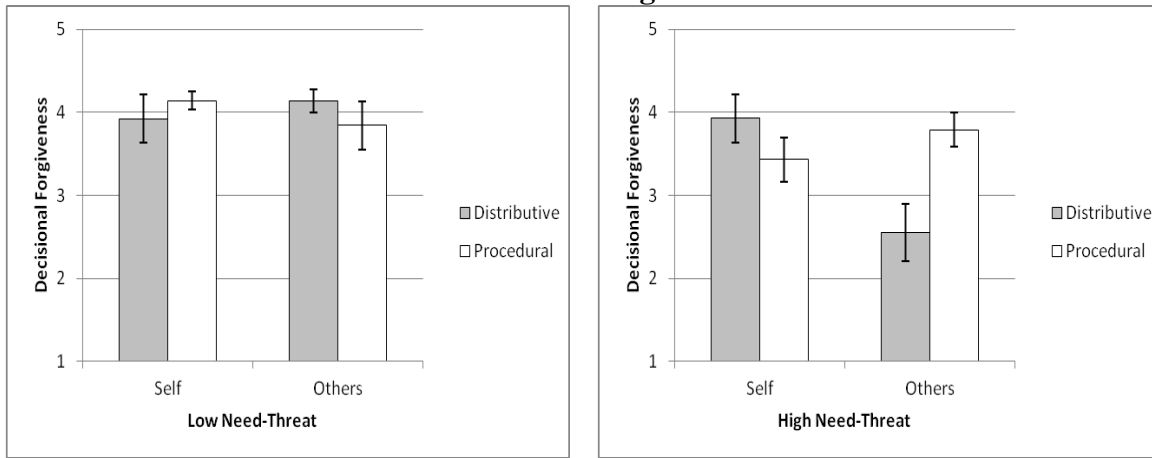 5
4
3
2
1
Decisional Forgiveness
Self
Others
Low Need-Threat
Distributive
Procedural
5
4
3
2
1
Decisional Forgiveness
Self
Others
High Need-Threat
Distributive
Procedural